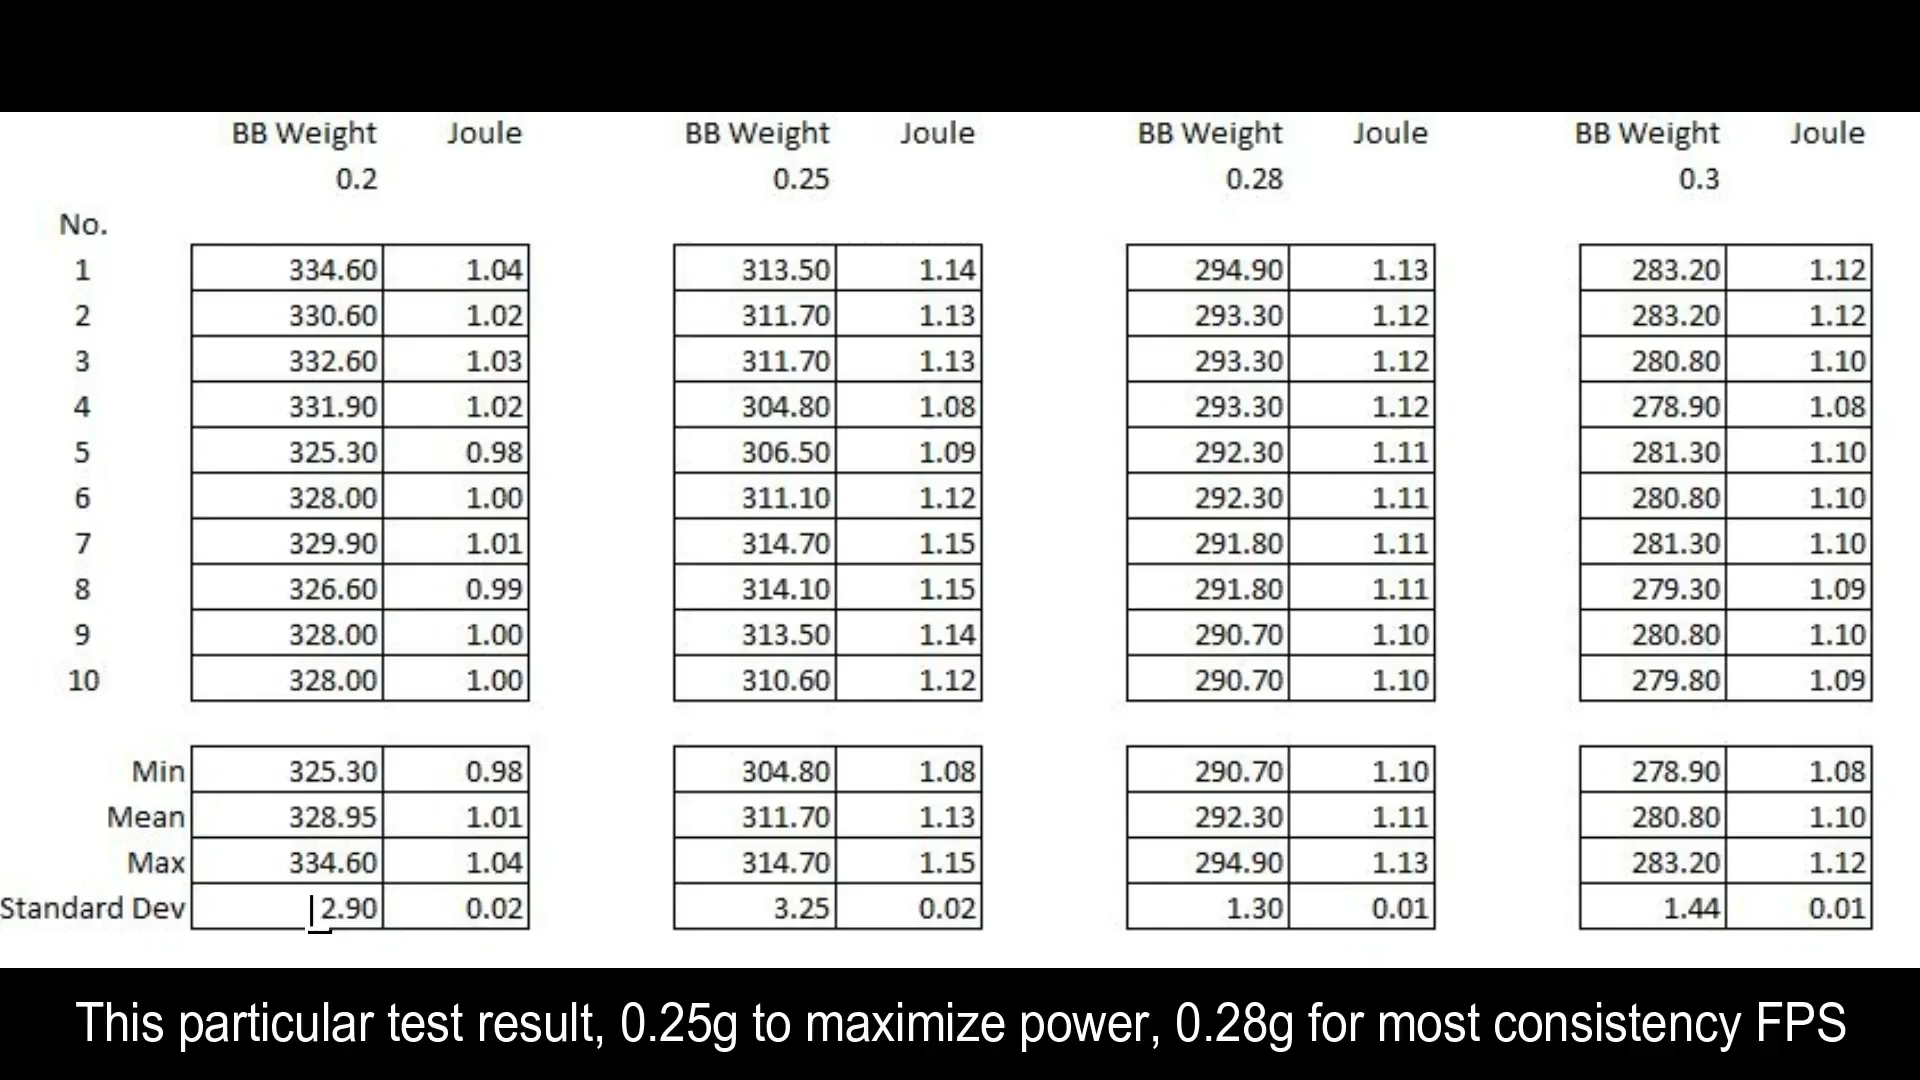 BB Weight Joule BB Weight Joule BB Weight Joule BB Weight Joule
0.2 0.25 0.28 0.3
No.
1 334.60 1.04 313.50 1.14 294.90 1.13 283.20 1.12
2 330.60 1.02 311.70 1.13 293.30 1.12 283.20 1.12
3 332.60 1.03 311.70 1.13 293.30 1.12 280.80 1.10
4 331.90 1.02 304.80 1.08 293.30 1.12 278.90 1.08
5 325.30 0.98 306.50 1.09 292.30 1.11 281.30 1.10
6 328.00 1.00 311.10 1.12 292.30 1.11 280.80 1.10
7 329.90 1.01 314.70 1.15 291.80 1.11 281.30 1.10
8 326.60 0.99 314.10 1.15 291.80 1.11 279.30 1.09
9 328.00 1.00 313.50 1.14 290.70 1.10 280.80 1.10
10 328.00 1.00 310.60 1.12 290.70 1.10 279.80 1.09
Min 325.30 0.98 304.80 1.08 290.70 1.10 278.90 1.08
Mean 328.95 1.01 311.70 1.13 292.30 1.11 280.80 1.10
Max 334.60 1.04 314.70 1.15 294.90 1.13 283.20 1.12
Standard Dev 2.90 0.02 3.25 0.02 1.30 0.01 1.44 0.01
This particular test result, 0.25g to maximize power, 0.28g for most consistency FPS